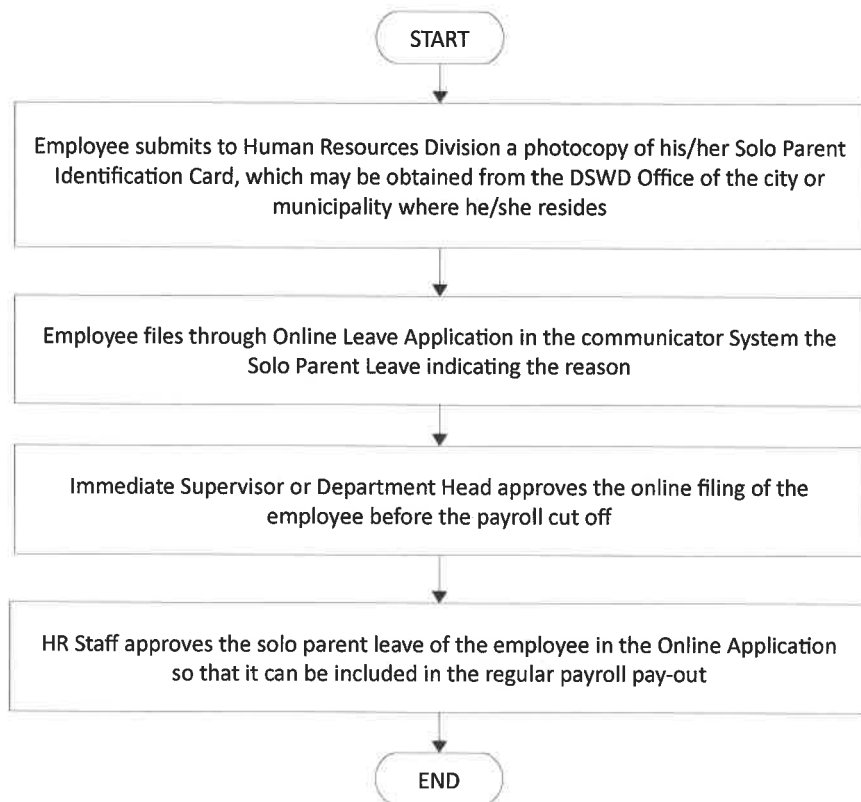 START
Employee submits to Human Resources Division a photocopy of his/her Solo Parent
Identification Card, which may be obtained from the DSWD Office of the city or
municipality where he/she resides
Employee files through Online Leave Application in the communicator System the
Solo Parent Leave indicating the reason
Immediate Supervisor or Department Head approves the online filing of the
employee before the payroll cut off
HR Staff approves the solo parent leave of the employee in the Online Application
so that it can be included in the regular payroll pay-out
END